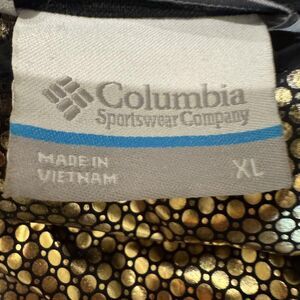 Columbia
Sportswear Company
MADE IN
VIETNAM
XL